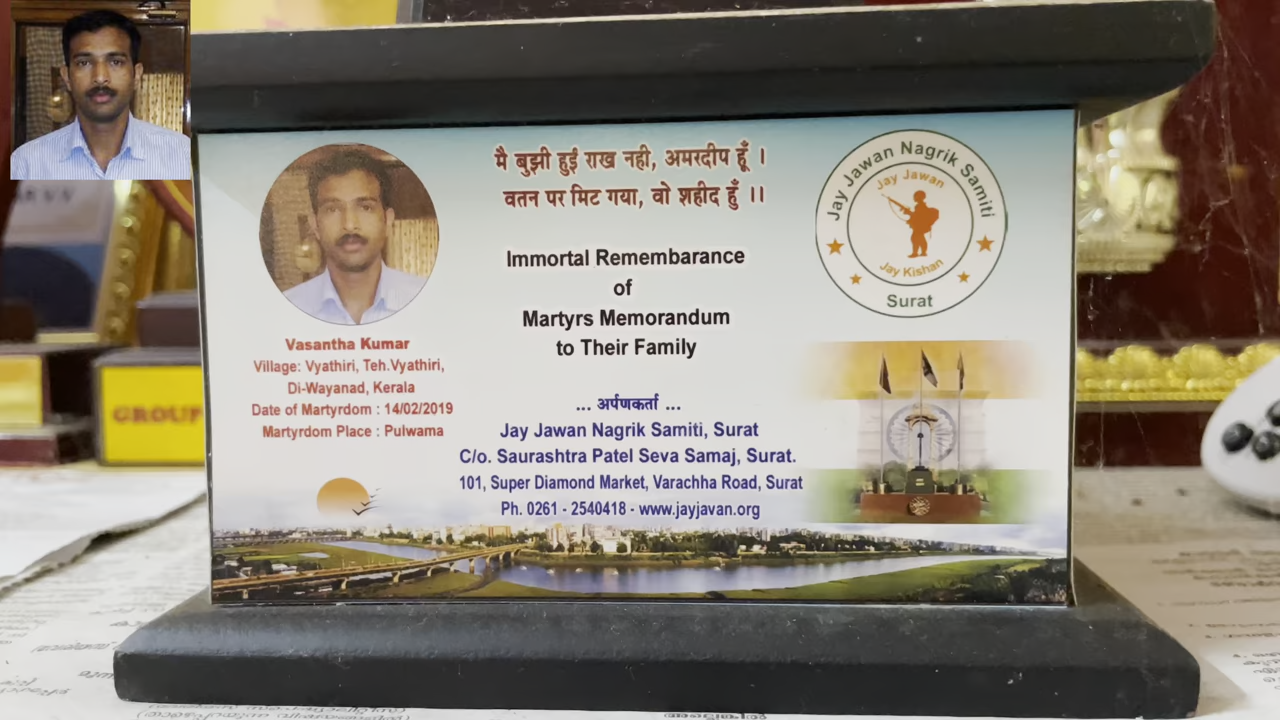 मै बुझी हुई राख नही, अमरदीप हूँ ।
वतन पर मिट गया, वो शहीद हुँ ।।
Immortal Remembarance
of
Martyrs Memorandum
to Their Family
Vasantha Kumar
Village: Vyathiri, Teh.Vyathiri,
Di-Wayanad, Kerala
Date of Martyrdom : 14/02/2019
Martyrdom Place : Pulwama
... अर्पणकर्ता ...
Jay Jawan Nagrik Samiti, Surat
C/o. Saurashtra Patel Seva Samaj, Surat.
101, Super Diamond Market, Varachha Road, Surat
Ph. 0261 - 2540418 - www.jayjavan.org
Jay Jawan Nagrik Samiti
Jay Jawan
Jay Kishan
Surat
GROUP